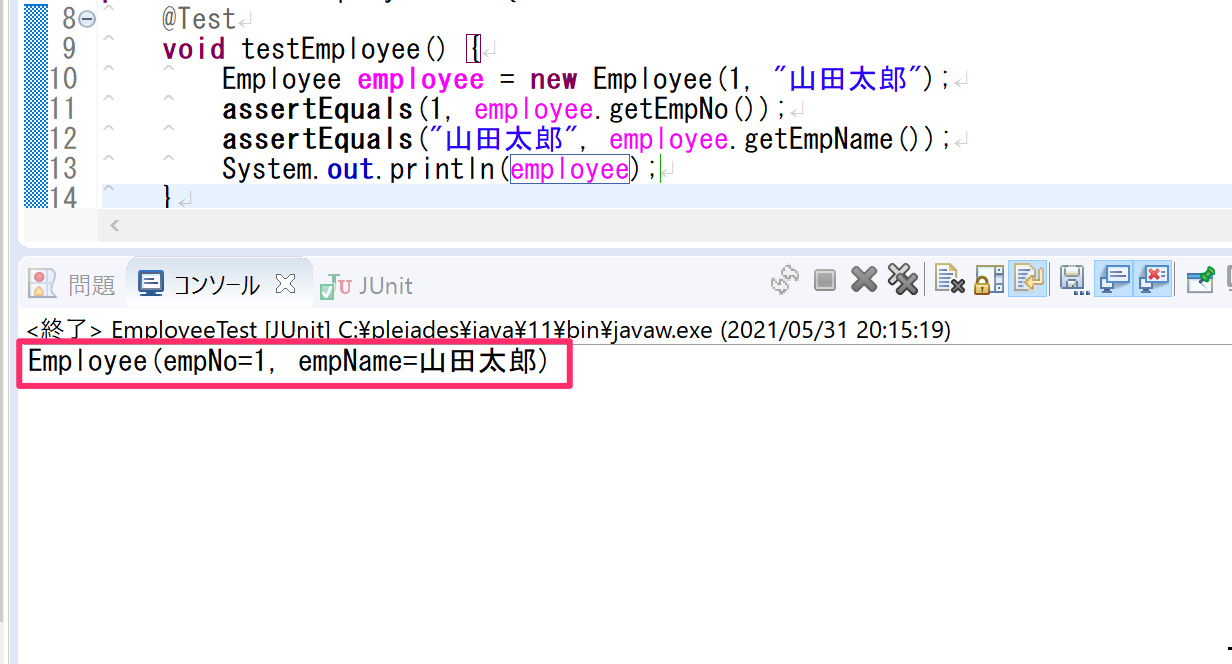 8 @Test
9 void testEmployee() {
10 Employee employee = new Employee(1, "山田太郎");
11 assertEquals(1, employee.getEmpNo());
12 assertEquals("山田太郎", employee.getEmpName());
13 System.out.println(employee);
14 }
問題 コンソール JUnit
<終了> EmployeeTest [JUnit] C:¥pleiades¥java¥11¥bin¥javaw.exe (2021/05/31 20:15:19)
Employee(empNo=1, empName=山田太郎)